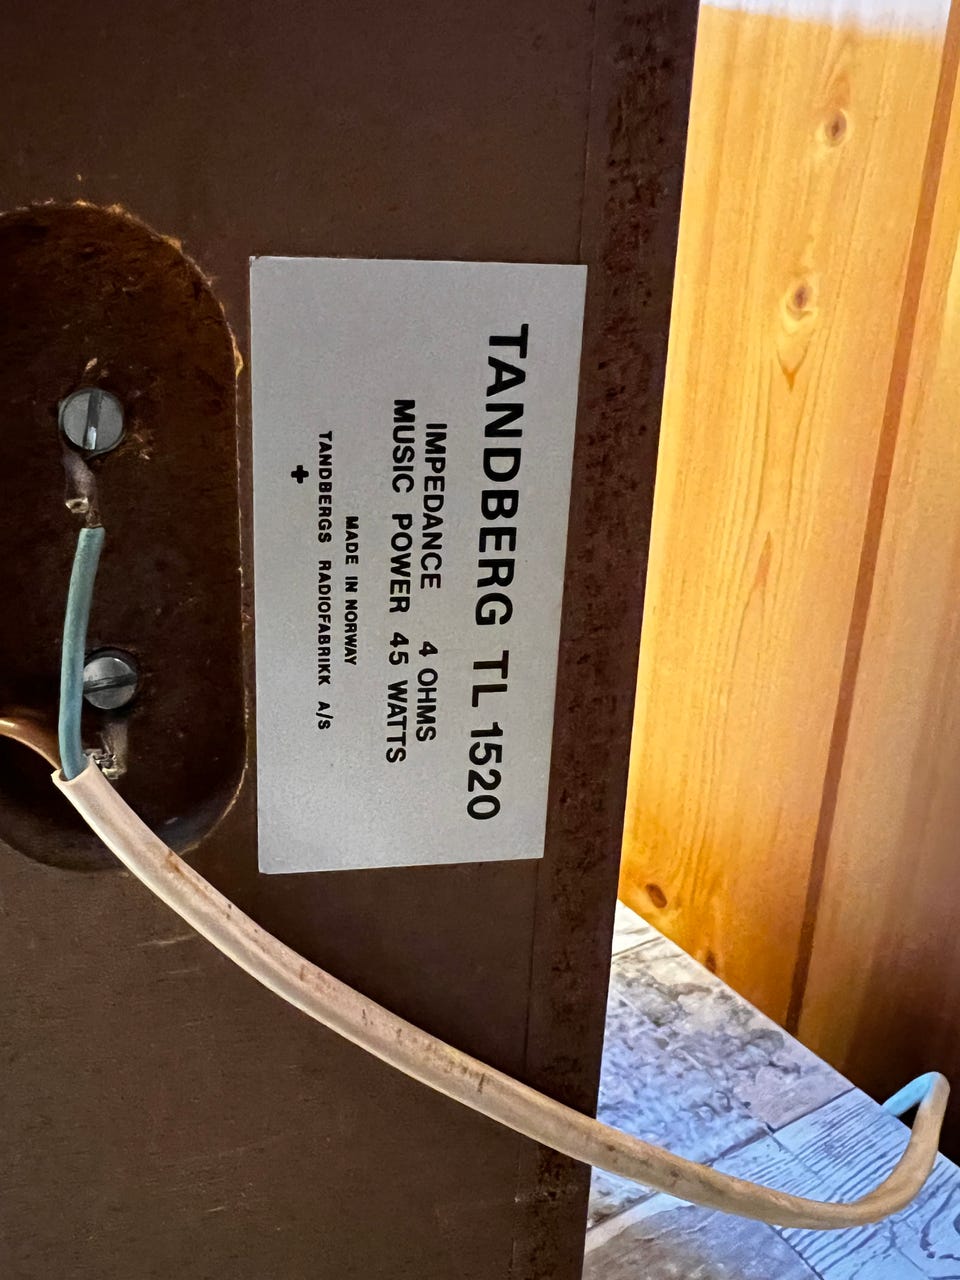 TANDBERG TL 1520
IMPEDANCE 4 OHMS
MUSIC POWER 45 WATTS
MADE IN NORWAY
TANDBERGS RADIOFABRIKK A/S
+